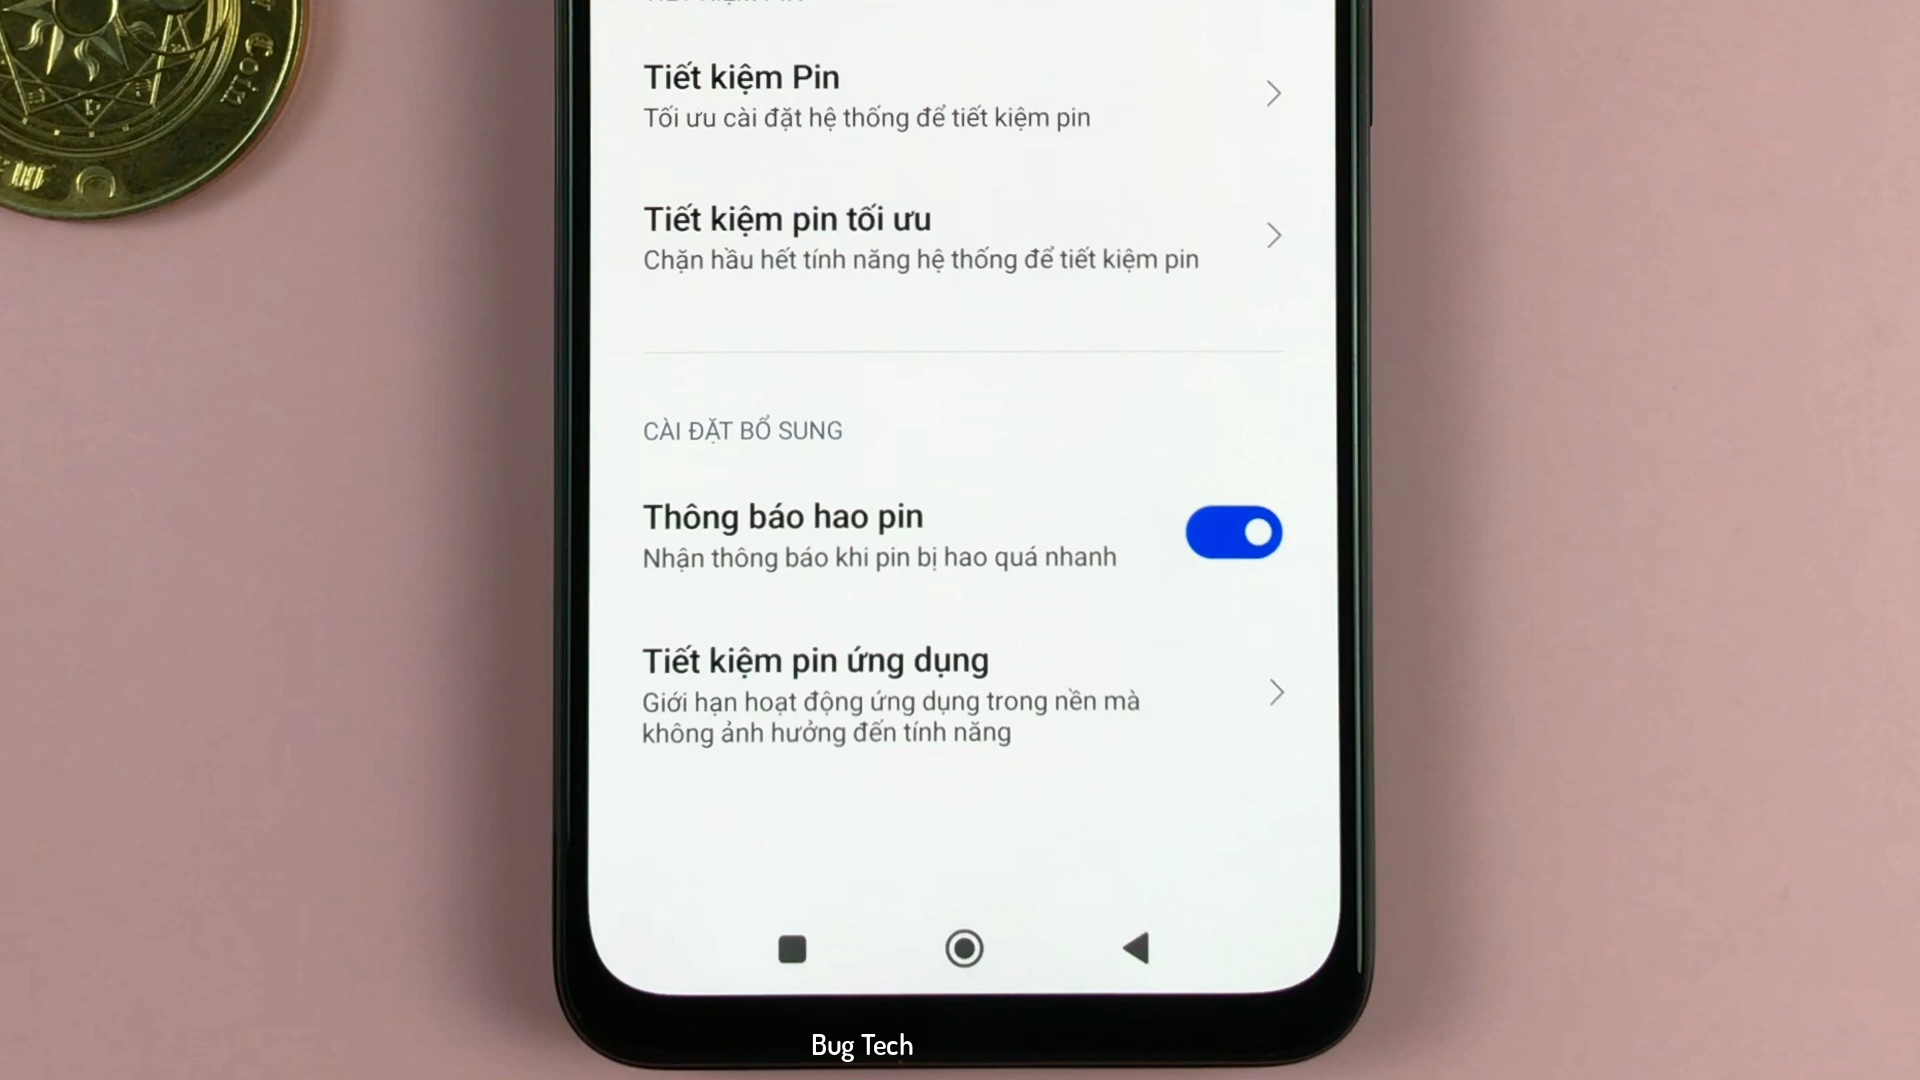 Tiết kiệm Pin
Tối ưu cài đặt hệ thống để tiết kiệm pin
Tiết kiệm pin tối ưu
Chặn hầu hết tính năng hệ thống để tiết kiệm pin
CÀI ĐẶT BỔ SUNG
Thông báo hao pin
Nhận thông báo khi pin bị hao quá nhanh
Tiết kiệm pin ứng dụng
Giới hạn hoạt động ứng dụng trong nền mà
không ảnh hưởng đến tính năng
Bug Tech
Coin